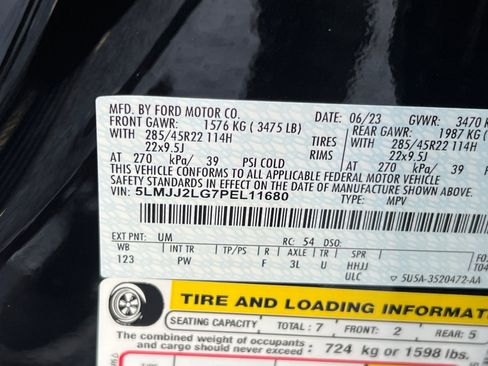 MFD. BY FORD MOTOR CO.
DATE: 06/23 GVWR: 3470 K
FRONT GAWR: 1576 KG ( 3475 LB) REAR GAWR:
WITH 285/45R22 114H TIRES WITH 1987 KG (
22x9.5J RIMS 285/45R22 114H
AT 270 kPa/ 39 PSI COLD 22x9.5J
AT 270 kPa/ 39
THIS VEHICLE CONFORMS TO ALL APPLICABLE FEDERAL MOTOR VEHICLE
SAFETY STANDARDS IN EFFECT ON THE DATE OF MANUFACTURE SHOWN ABOVE
VIN: 5LMJJ2LG7PEL11680
TYPE: MPV
EXT PNT: UM RC: 54 DSO:
WB INT TR TP/PS R AXLE TR SPR
123 PW F 3L U HHJJ
ULC
5U5A-3520472-AA
TIRE AND LOADING INFORMAT
SEATING CAPACITY TOTAL : 7 FRONT: 2 REAR: 5
The combined weight of occupants
and cargo should never exceed : 724 kg or 1598 lbs.